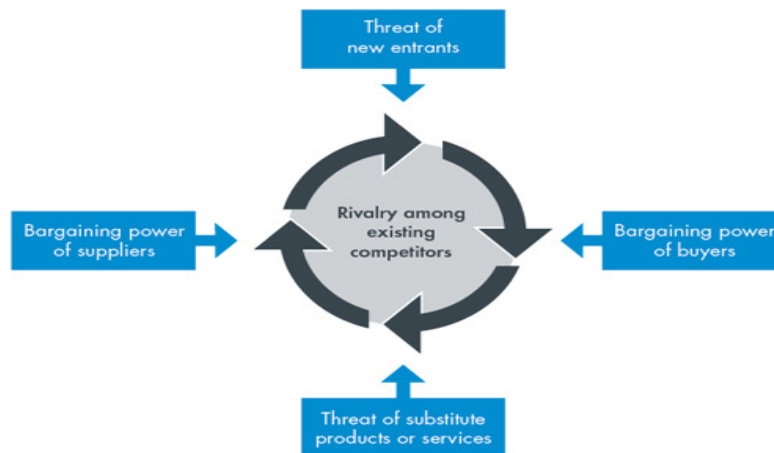 Threat of
new entrants
Bargaining power
of suppliers
Rivalry among
existing
competitors
Bargaining power
of buyers
Threat of substitute
products or services